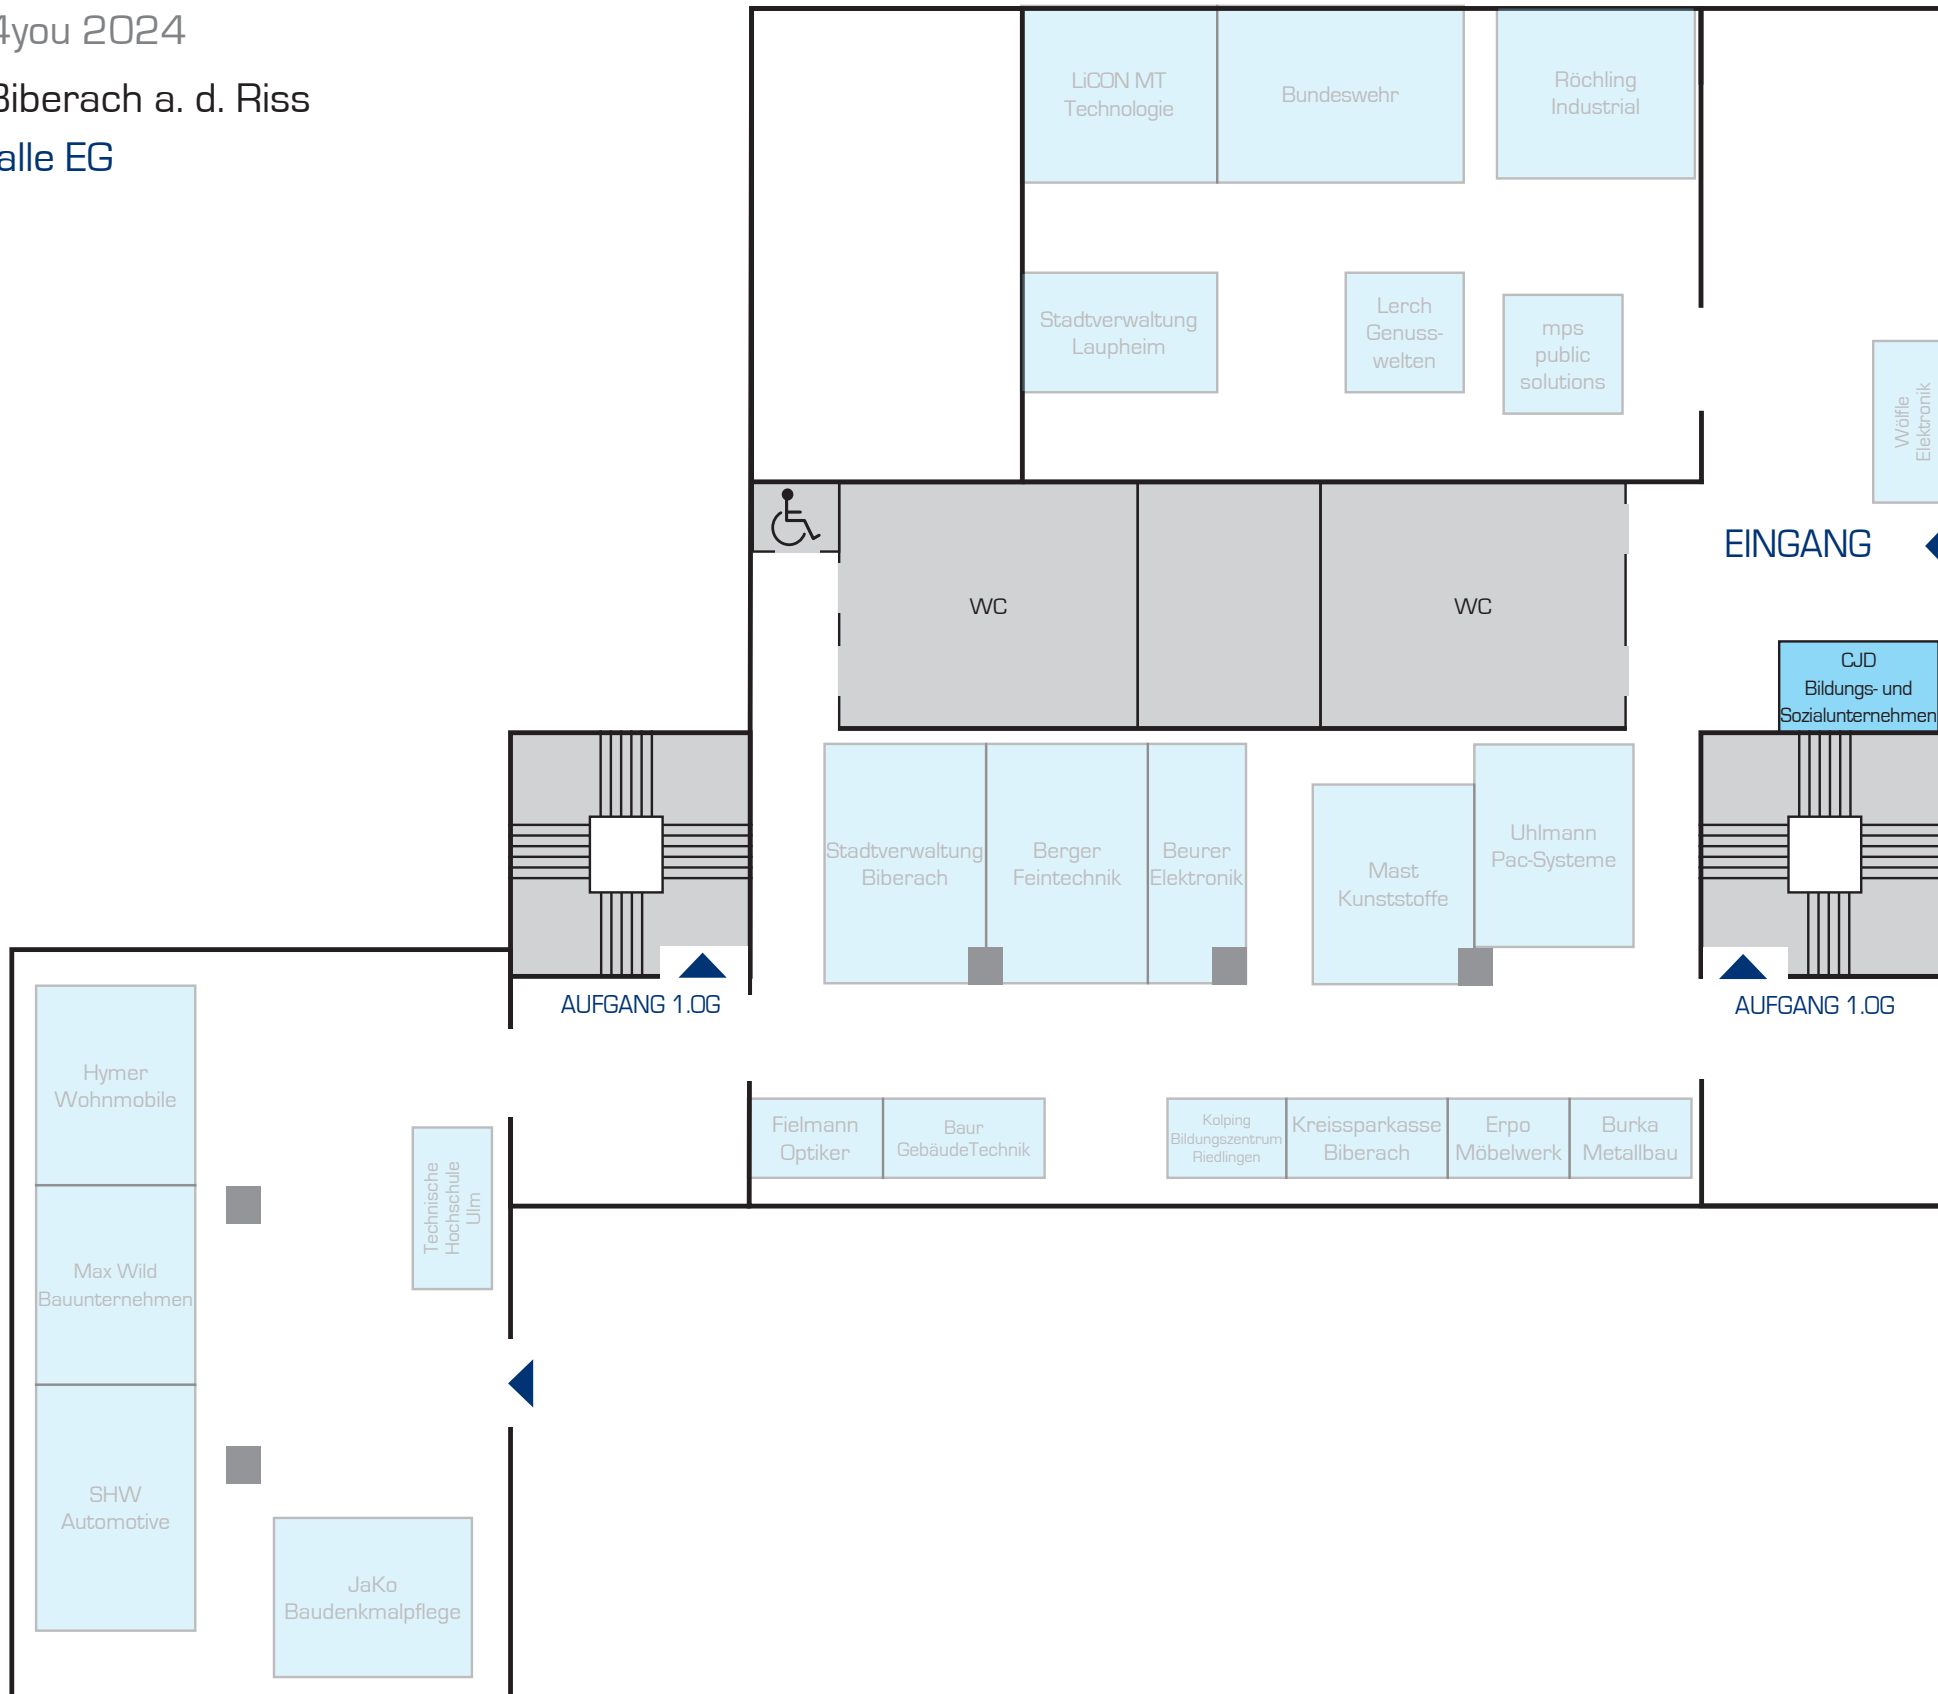 4you 2024
Biberach a. d. Riss
alle EG
LiCON MT
Technologie
Bundeswehr
Röchling
Industrial
Stadtverwaltung
Laupheim
Lerch
Genuss-
welten
mps
public
solutions
Wölfle
Elektronik
EINGANG
WC
WC
CJD
Bildungs- und
Sozialunternehmen
Stadtverwaltung
Biberach
Berger
Feintechnik
Beurer
Elektronik
Mast
Kunststoffe
Uhlmann
Pac-Systeme
AUFGANG 1.OG
AUFGANG 1.OG
Hymer
Wohnmobile
Technische
Hochschule
Ulm
Fielmann
Optiker
Baur
GebäudeTechnik
Kolping
Bildungszentrum
Riedlingen
Kreissparkasse
Biberach
Erpo
Möbelwerk
Burka
Metallbau
Max Wild
Bauunternehmen
SHW
Automotive
JaKo
Baudenkmalpflege